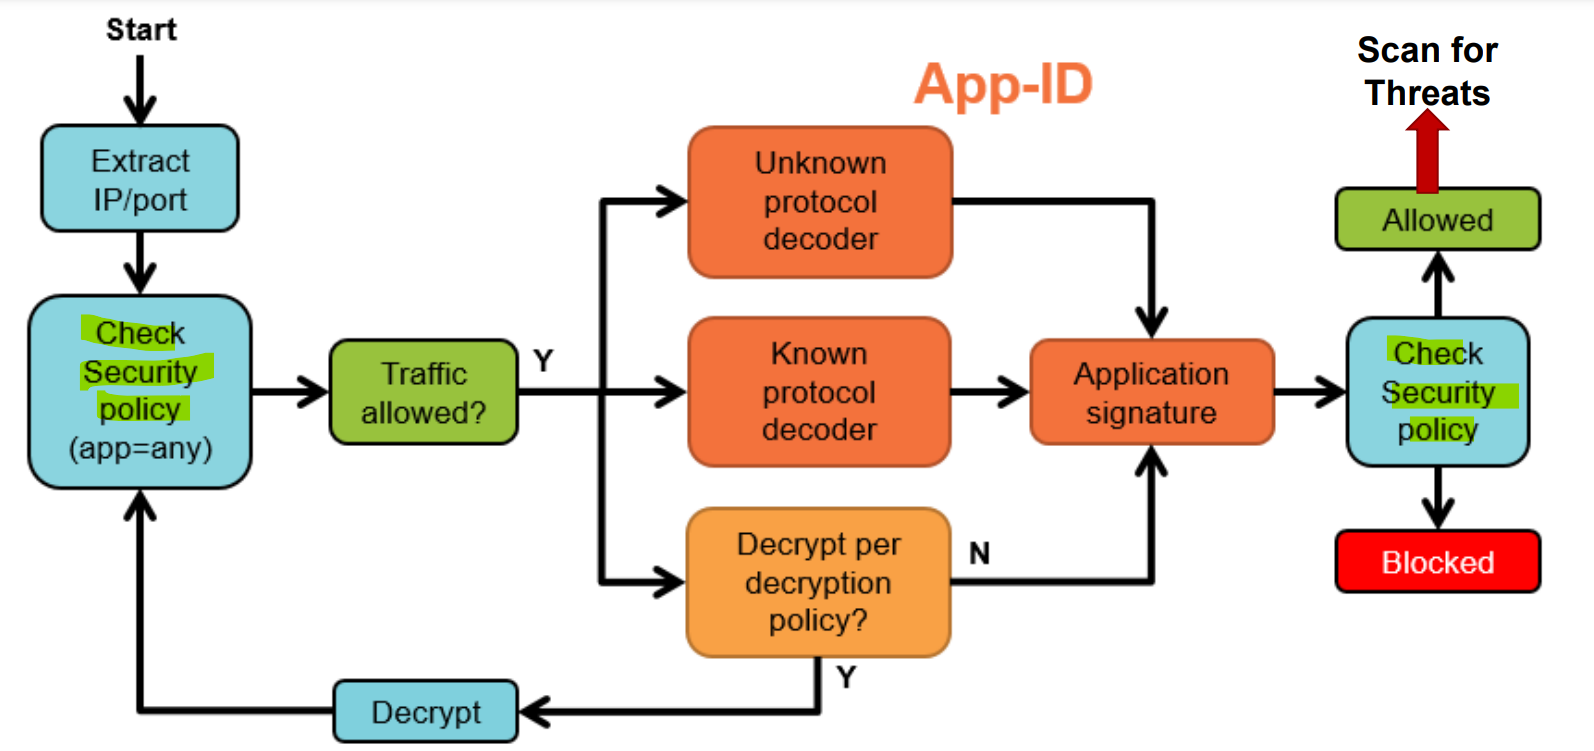 Start
Extract
IP/port
Check
Security
policy
(app=any)
Traffic
allowed?
Y
App-ID
Unknown
protocol
decoder
Known
protocol
decoder
Decrypt per
decryption
policy?
N
Y
Decrypt
Application
signature
Check
Security
policy
Scan for
Threats
Allowed
Blocked